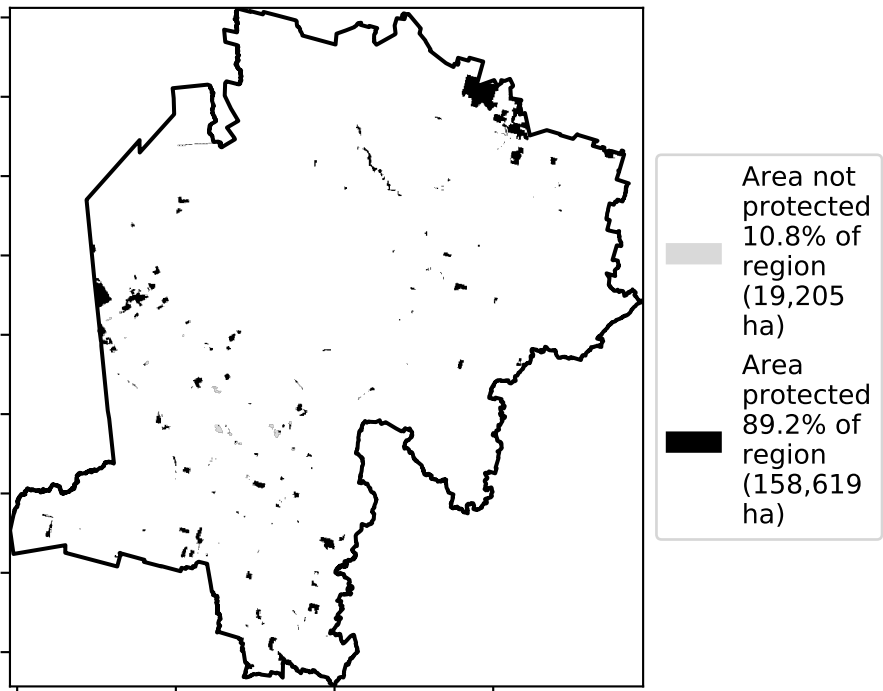 Area not
protected
10.8% of
region
(19,205
ha)
Area
protected
89.2% of
region
(158,619
ha)